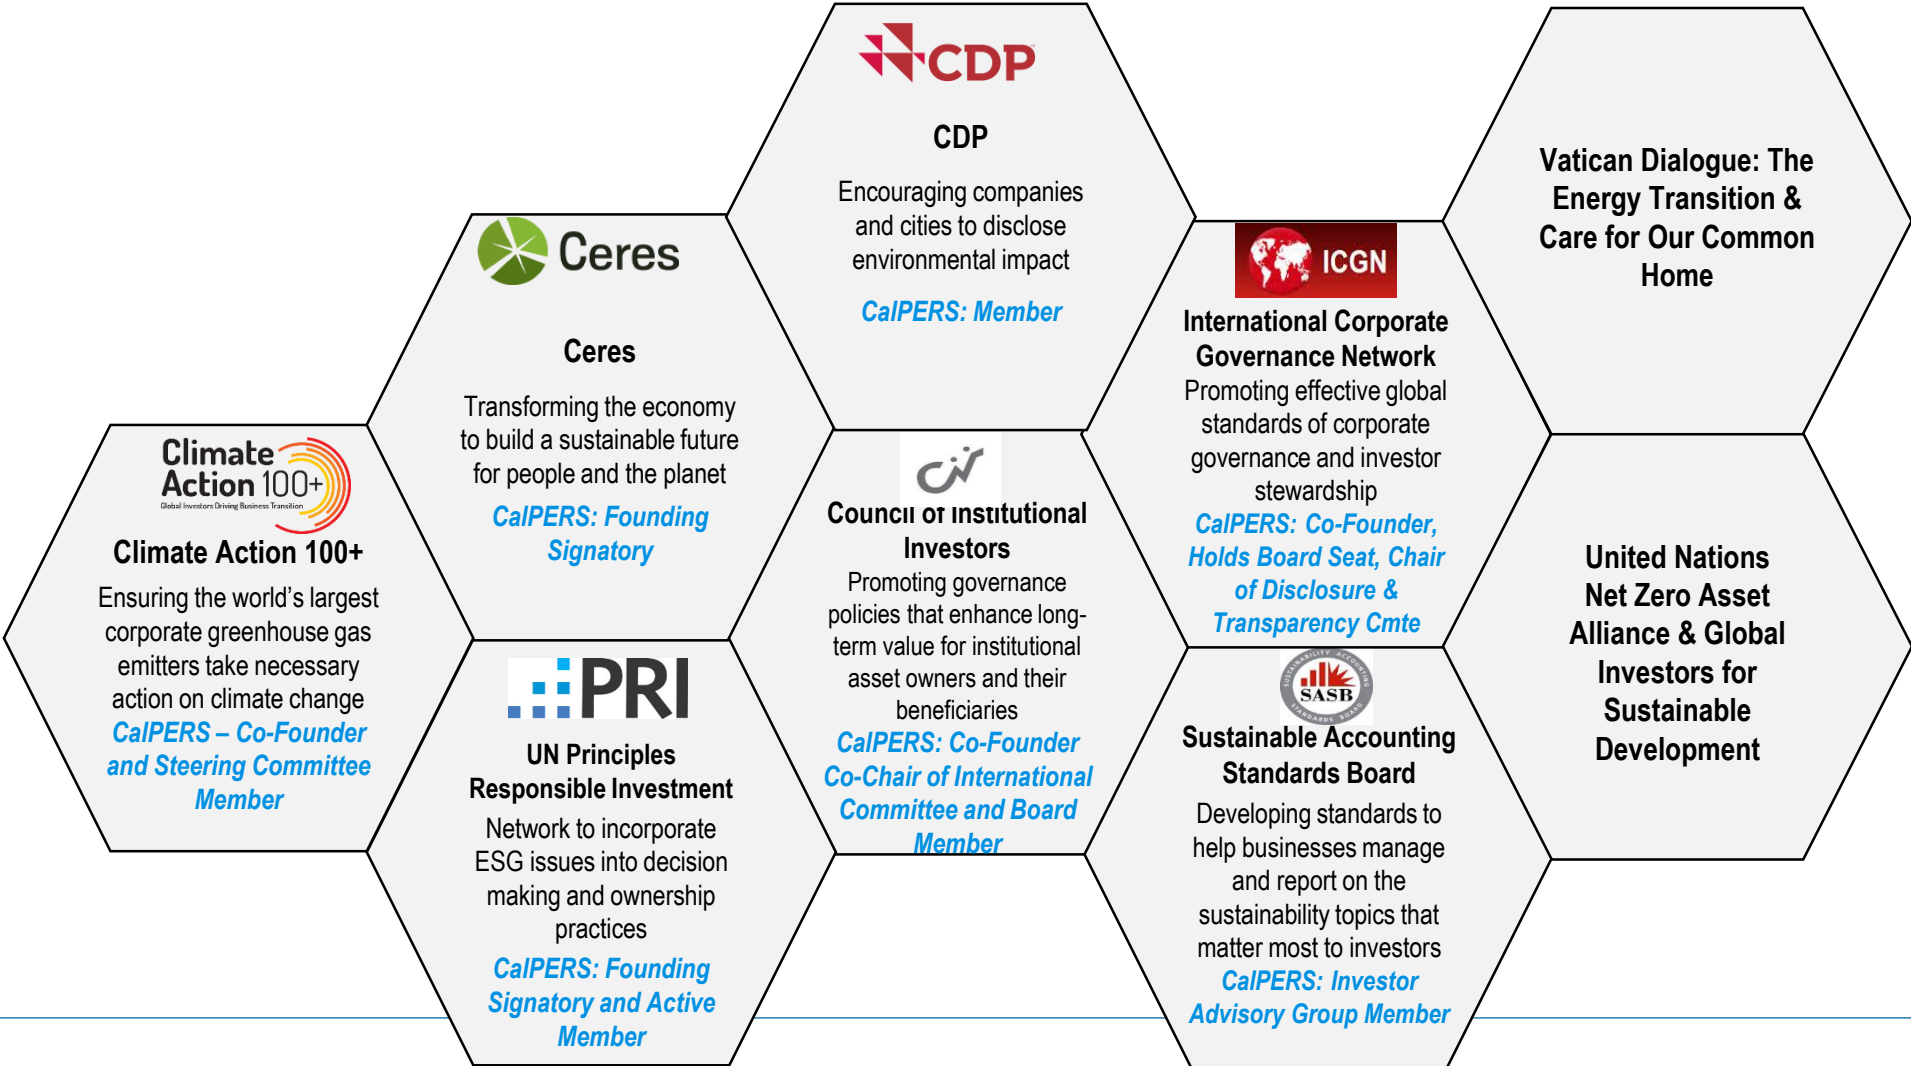 Climate
Action 100+
Global Investors Driving Business Transition
Climate Action 100+
Ensuring the world’s largest
corporate greenhouse gas
emitters take necessary
action on climate change
CalPERS – Co-Founder
and Steering Committee
Member
Ceres
Ceres
Transforming the economy
to build a sustainable future
for people and the planet
CalPERS: Founding
Signatory
PRI
UN Principles
Responsible Investment
Network to incorporate
ESG issues into decision
making and ownership
practices
CalPERS: Founding
Signatory and Active
Member
CDP
CDP
Encouraging companies
and cities to disclose
environmental impact
CalPERS: Member
Council of Institutional
Investors
Promoting governance
policies that enhance long-
term value for institutional
asset owners and their
beneficiaries
CalPERS: Co-Founder
Co-Chair of International
Committee and Board
Member
ICGN
International Corporate
Governance Network
Promoting effective global
standards of corporate
governance and investor
stewardship
CalPERS: Co-Founder,
Holds Board Seat, Chair
of Disclosure &
Transparency Cmte
SUSTAINABILITY ACCOUNTING
SASB
STANDARDS BOARD
Sustainable Accounting
Standards Board
Developing standards to
help businesses manage
and report on the
sustainability topics that
matter most to investors
CalPERS: Investor
Advisory Group Member
Vatican Dialogue: The
Energy Transition &
Care for Our Common
Home
United Nations
Net Zero Asset
Alliance & Global
Investors for
Sustainable
Development